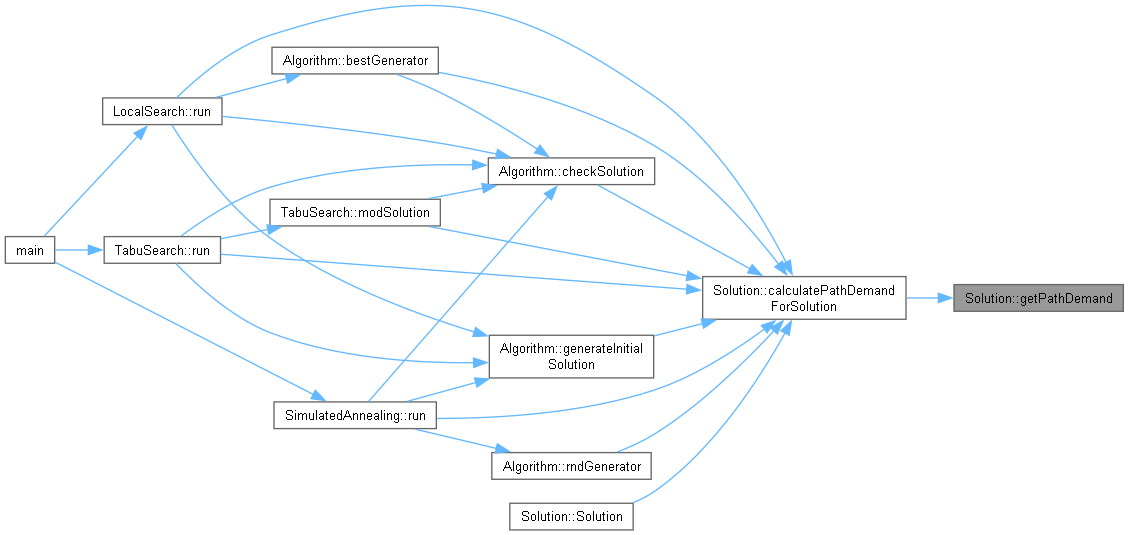 Algorithm::bestGenerator
LocalSearch::run
Algorithm::checkSolution
TabuSearch::modSolution
main
TabuSearch::run
Solution::calculatePathDemand
ForSolution
Solution::getPathDemand
Algorithm::generateInitial
Solution
SimulatedAnnealing::run
Algorithm::rndGenerator
Solution::Solution